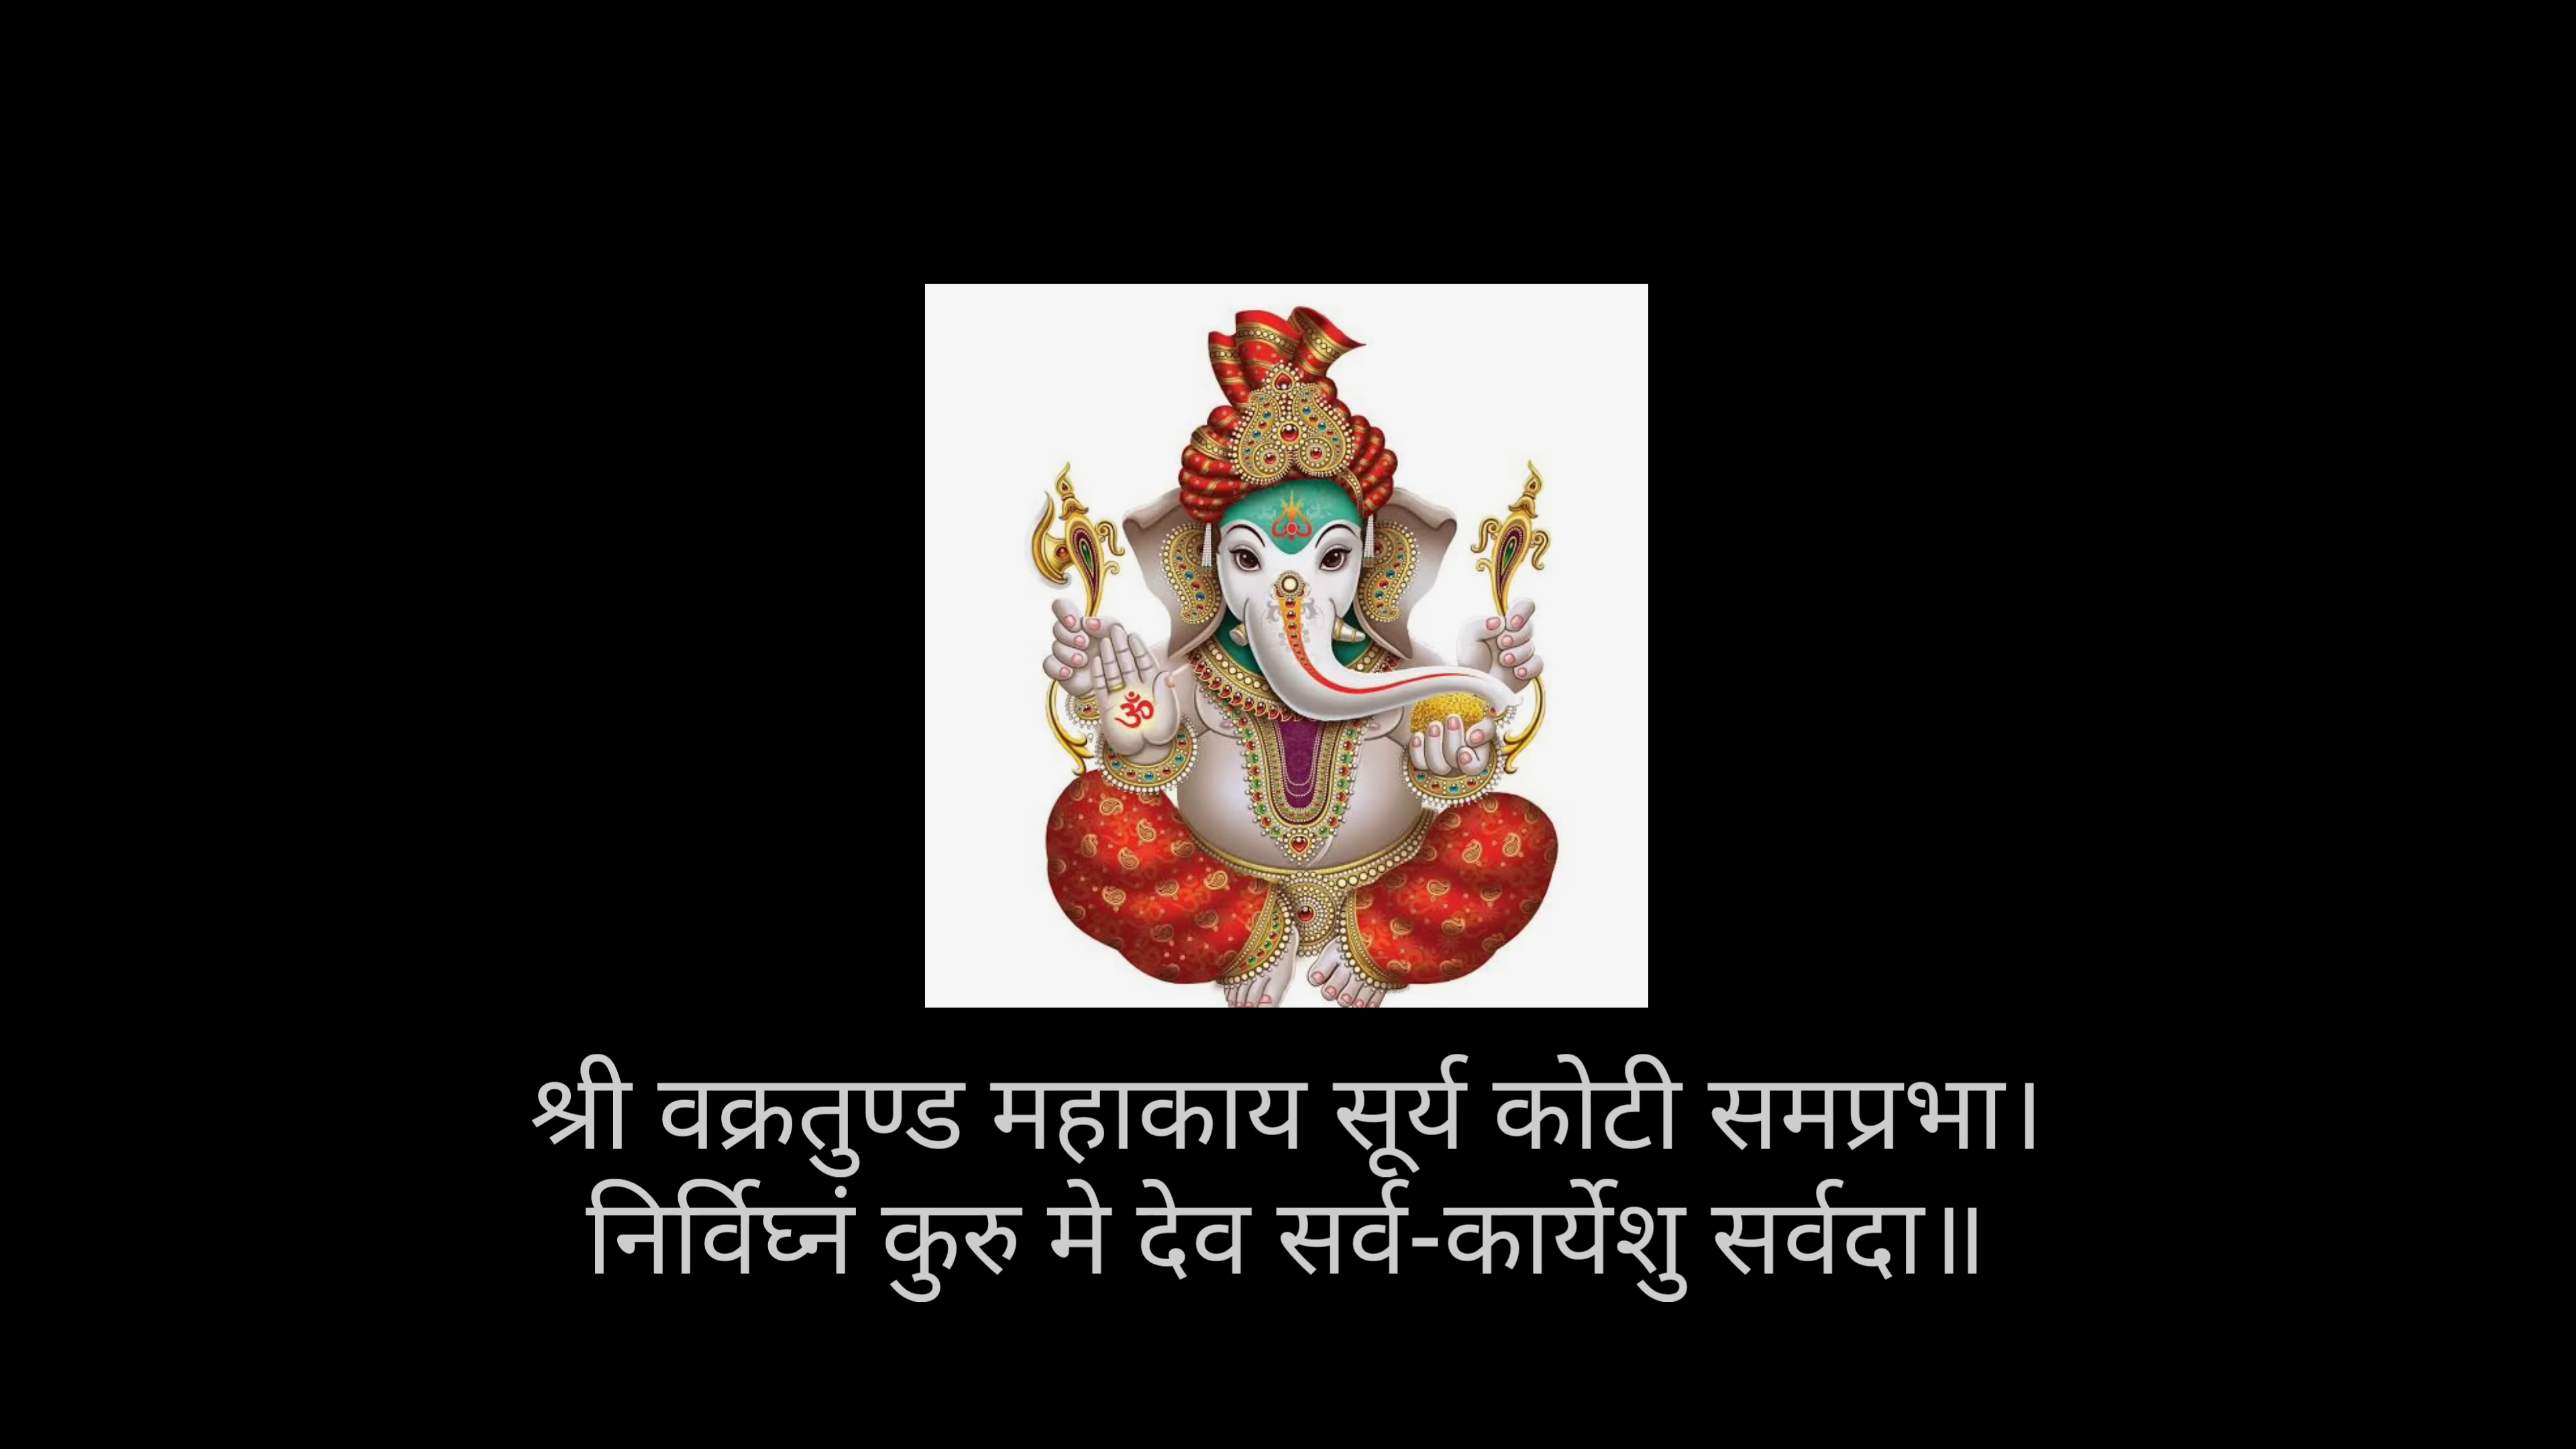 ॐ
श्री वक्रतुण्ड महाकाय सूर्य कोटी समप्रभा।
निर्विघ्नं कुरु मे देव सर्व-कार्येशु सर्वदा॥